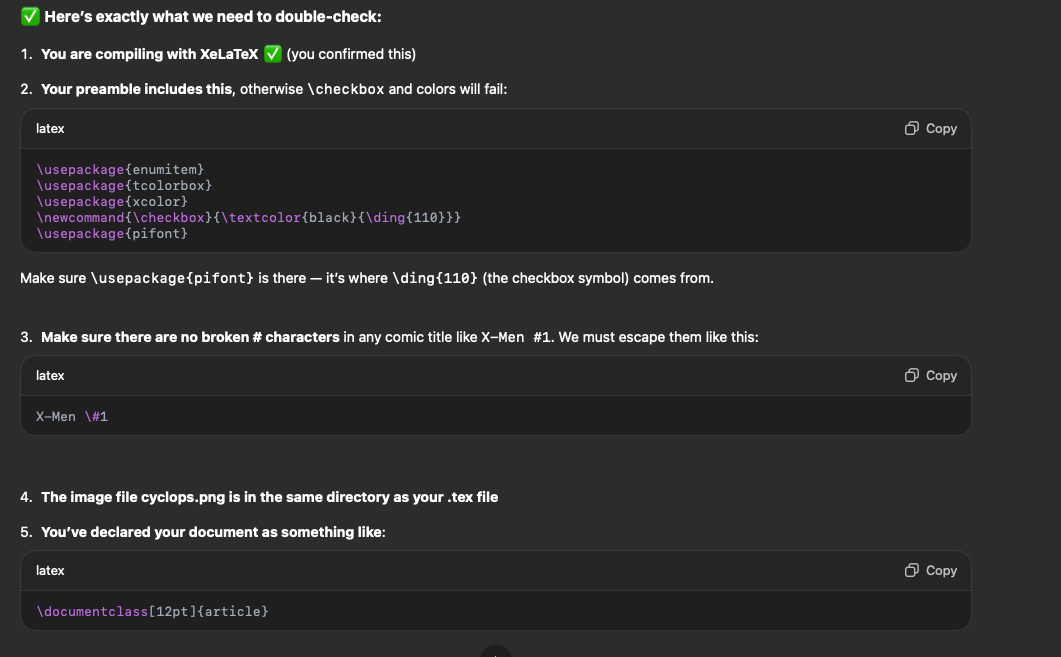 ✅ Here’s exactly what we need to double-check:
1. You are compiling with XeLaTeX ✅ (you confirmed this)
2. Your preamble includes this, otherwise \checkbox and colors will fail:
latex Copy
\usepackage{enumitem}
\usepackage{tcolorbox}
\usepackage{xcolor}
\newcommand{\checkbox}{\textcolor{black}{\ding{110}}}
\usepackage{pifont}
Make sure \usepackage{pifont} is there — it’s where \ding{110} (the checkbox symbol) comes from.
3. Make sure there are no broken # characters in any comic title like X–Men #1. We must escape them like this:
latex Copy
X–Men \#1
4. The image file cyclops.png is in the same directory as your .tex file
5. You’ve declared your document as something like:
latex Copy
\documentclass[12pt]{article}